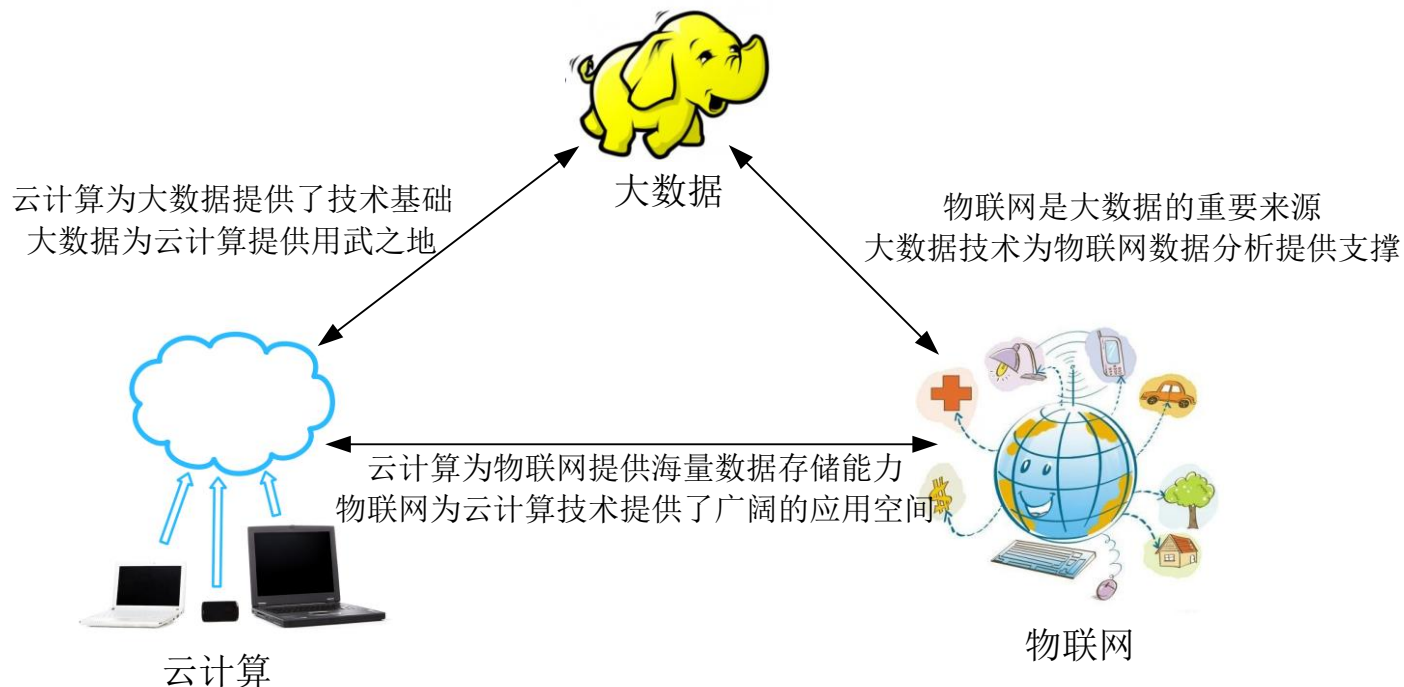 大数据
云计算为大数据提供了技术基础
大数据为云计算提供用武之地
物联网是大数据的重要来源
大数据技术为物联网数据分析提供支撑
云计算为物联网提供海量数据存储能力
物联网为云计算技术提供了广阔的应用空间
云计算
物联网